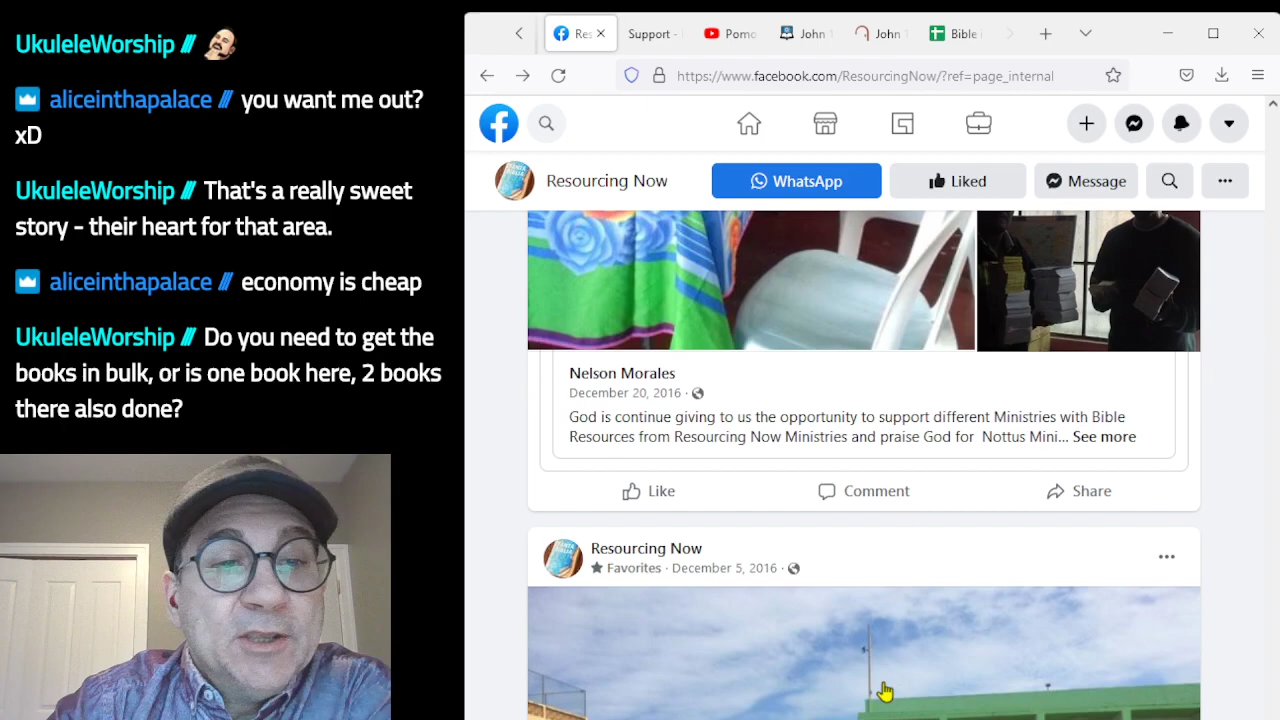 UkuleleWorship ///
aliceinthapalace /// you want me out?
xD
UkuleleWorship /// That's a really sweet
story - their heart for that area.
aliceinthapalace /// economy is cheap
UkuleleWorship /// Do you need to get the
books in bulk, or is one book here, 2 books
there also done?
Res
Support -
Pomo
John
John
Bible
https://www.facebook.com/ResourcingNow/?ref=page_internal
Resourcing Now
WhatsApp
Liked
Message
Nelson Morales
December 20, 2016 ·
God is continue giving to us the opportunity to support different Ministries with Bible
Resources from Resourcing Now Ministries and praise God for Nottus Mini... See more
Like
Comment
Share
Resourcing Now
Favorites · December 5, 2016 ·